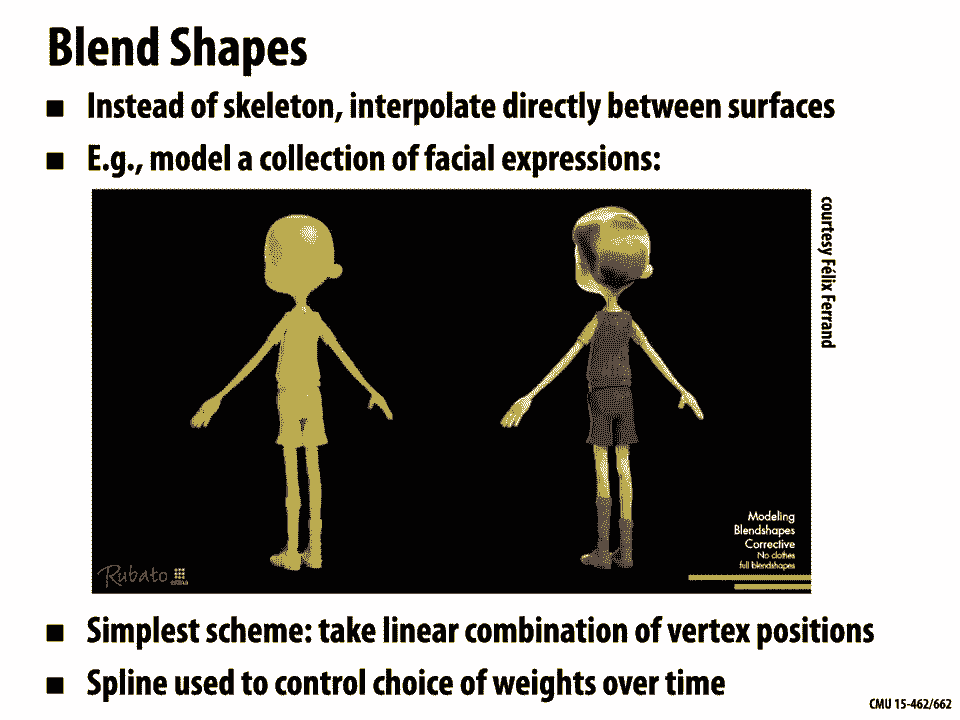 Blend Shapes
Instead of skeleton, interpolate directly between surfaces
E.g., model a collection of facial expressions:
courtesy Félix Ferrand
Modeling
Blendshapes
Corrective
No clothes
full blendshapes
Rubato
Simplest scheme: take linear combination of vertex positions
Spline used to control choice of weights over time
CMU 15-462/662